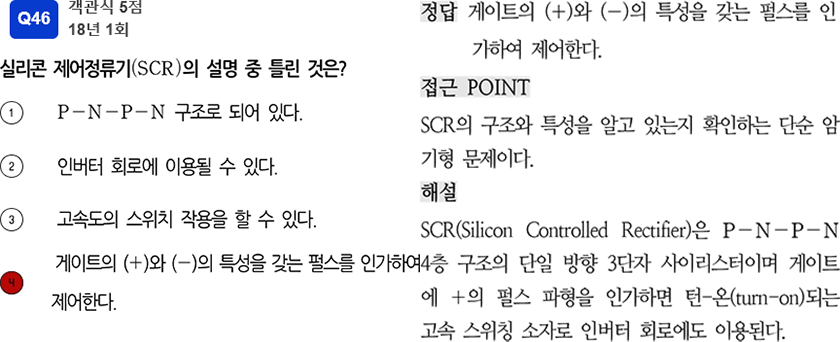 Q46
객관식 5점
18년 1회
실리콘 제어정류기(SCR)의 설명 중 틀린 것은?
① P-N-P-N 구조로 되어 있다.
② 인버터 회로에 이용될 수 있다.
③ 고속도의 스위치 작용을 할 수 있다.
4 게이트의 (+)와 (-)의 특성을 갖는 펄스를 인가하여
제어한다.
정답 게이트의 (+)와 (-)의 특성을 갖는 펄스를 인
가하여 제어한다.
접근 POINT
SCR의 구조와 특성을 알고 있는지 확인하는 단순 암
기형 문제이다.
해설
SCR(Silicon Controlled Rectifier)은 P-N-P-N
4층 구조의 단일 방향 3단자 사이리스터이며 게이트
에 +의 펄스 파형을 인가하면 턴-온(turn-on)되는
고속 스위칭 소자로 인버터 회로에도 이용된다.